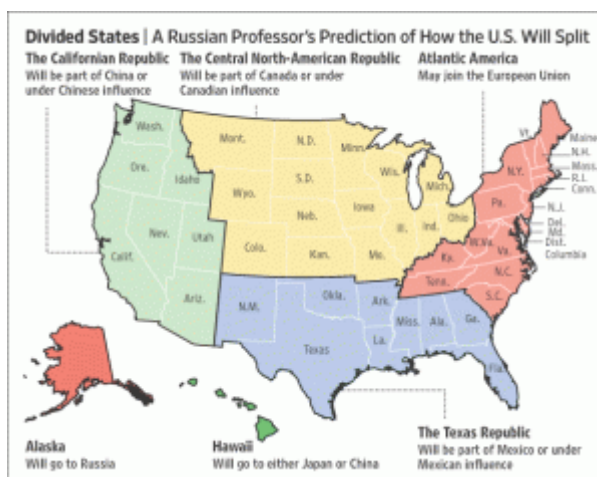 Divided States | A Russian Professor's Prediction of How the U.S. Will Split
The Californian Republic
Will be part of China or
under Chinese influence
The Central North-American Republic
Will be part of Canada or under
Canadian influence
Atlantic America
May join the European Union
Wash.
Mont.
N.D.
Minn.
Vt.
Maine
N.H.
Mass.
R.I.
Conn.
Ore.
Idaho
S.D.
Wis.
Mich.
N.Y.
Wyo.
Iowa
Pa.
N.J.
Neb.
Ill.
Ind.
Ohio
Del.
Md.
Dist.
Columbia
Nev.
Utah
Colo.
Kan.
Mo.
W.Va.
Va.
Ky.
Calif.
N.C.
Tenn.
Ariz.
N.M.
Okla.
Ark.
S.C.
Miss.
Ala.
Ge.
Texas
La.
Fla.
Alaska
Will go to Russia
Hawaii
Will go to either Japan or China
The Texas Republic
Will be part of Mexico or under
Mexican influence